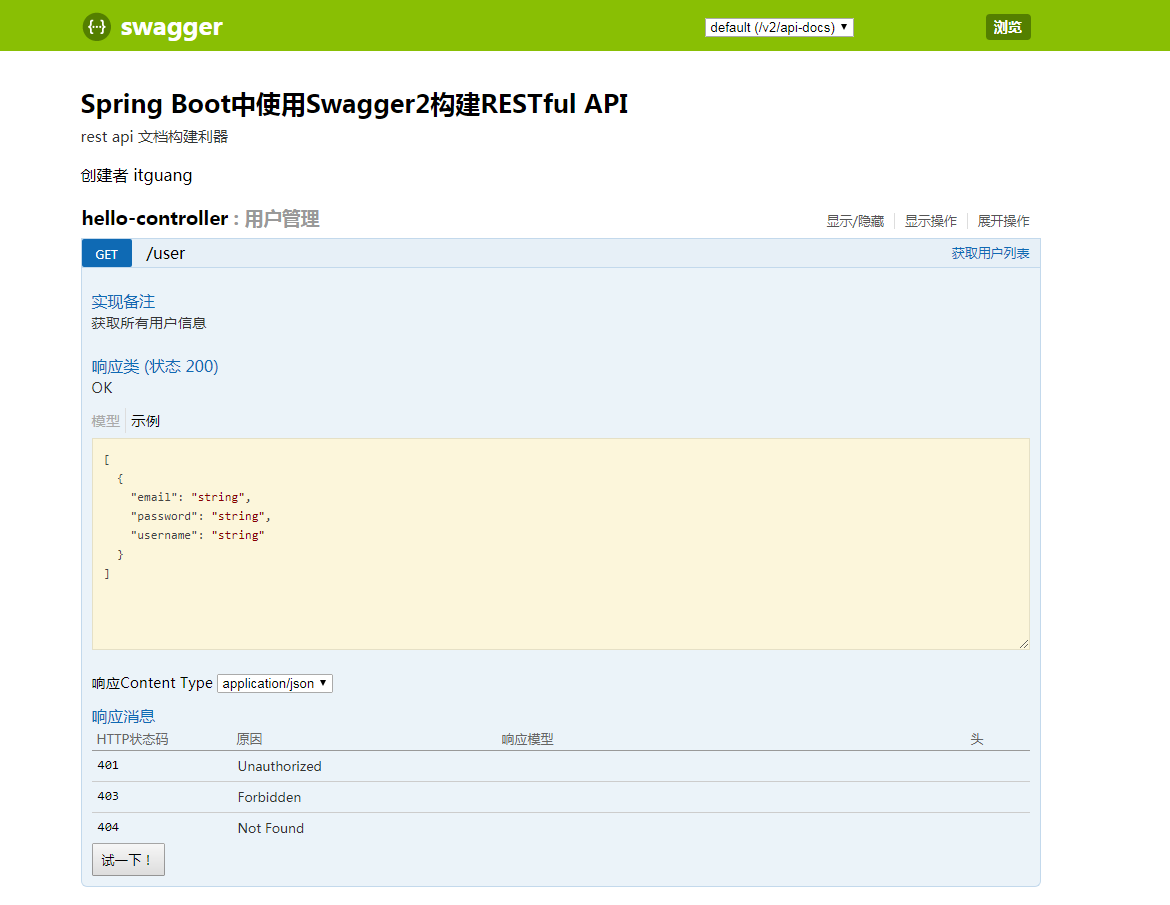 {···} swagger default (/v2/api-docs) 浏览
Spring Boot中使用Swagger2构建RESTful API
rest api 文档构建利器
创建者 itguang
hello-controller : 用户管理 显示/隐藏 显示操作 展开操作
GET /user 获取用户列表
实现备注
获取所有用户信息
响应类 (状态 200)
OK
模型 示例
[
{
"email": "string",
"password": "string",
"username": "string"
}
]
响应Content Type application/json
响应消息
HTTP状态码 原因 响应模型 头
401 Unauthorized
403 Forbidden
404 Not Found
试一下！